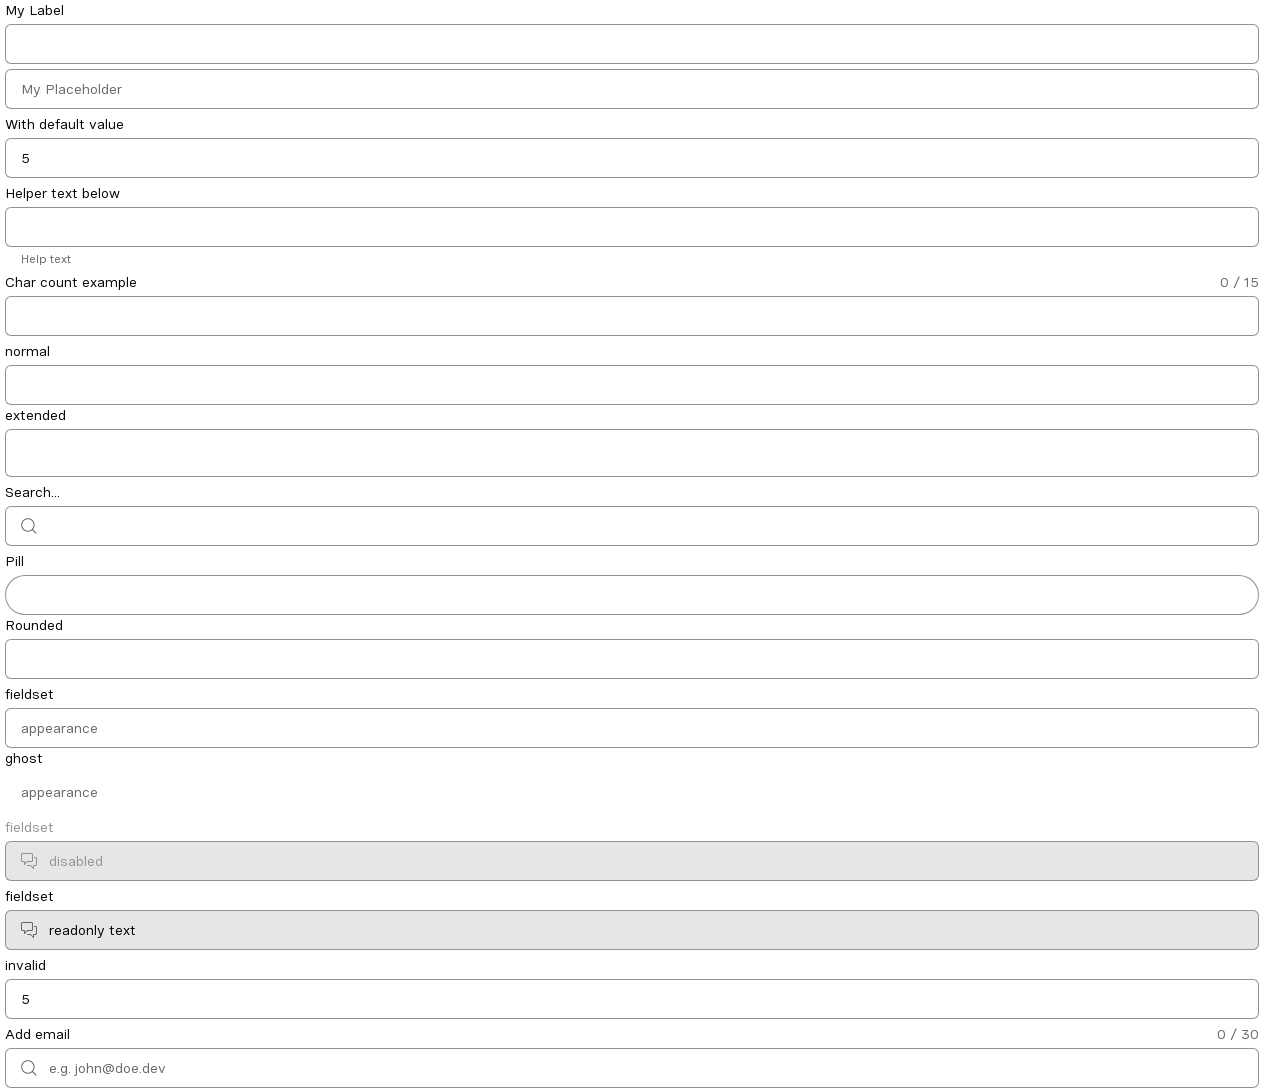 My Label
My Placeholder
With default value
5
Helper text below
Help text
Char count example 0 / 15
normal
extended
Search...
Pill
Rounded
fieldset
appearance
ghost
appearance
fieldset
disabled
fieldset
readonly text
invalid
5
Add email 0 / 30
e.g. john@doe.dev